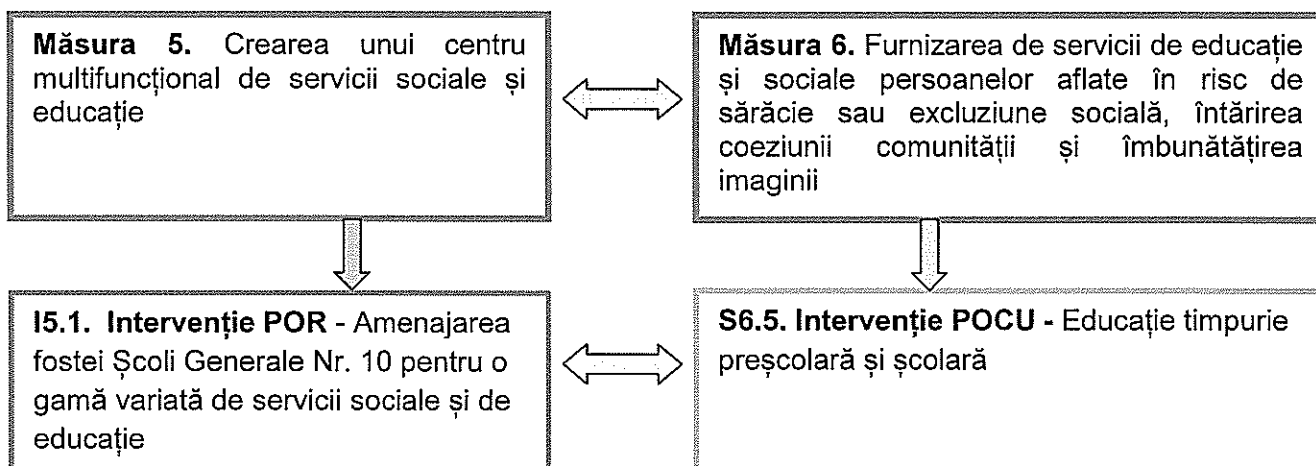 Măsura 5. Crearea unui centru
multifuncțional de servicii sociale și
educație
Măsura 6. Furnizarea de servicii de educație
și sociale persoanelor aflate în risc de
sărăcie sau excluziune socială, întărirea
coeziunii comunității și îmbunătățirea
imaginii
I5.1. Intervenție POR - Amenajarea
fostei Școli Generale Nr. 10 pentru o
gamă variată de servicii sociale și de
educație
S6.5. Intervenție POCU - Educație timpurie
preșcolară și școlară